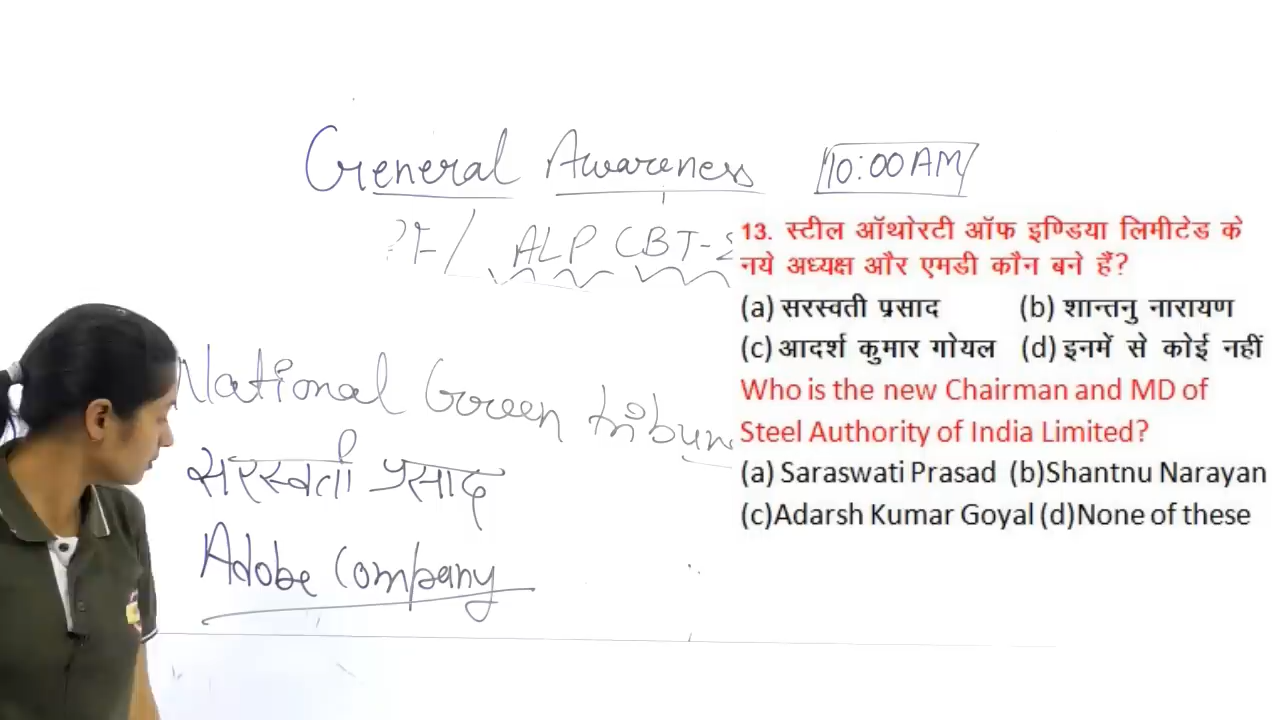 General Awareness 10:00AM
ALP CBT-2
National Green tribun
सरस्वती प्रसाद
Adobe Company
13. स्टील ऑथोरटी ऑफ इण्डिया लिमीटेड के
नये अध्यक्ष और एमडी कौन बने हैं?
(a) सरस्वती प्रसाद (b) शान्तनु नारायण
(c) आदर्श कुमार गोयल (d) इनमें से कोई नहीं
Who is the new Chairman and MD of
Steel Authority of India Limited?
(a) Saraswati Prasad (b)Shantnu Narayan
(c)Adarsh Kumar Goyal (d)None of these